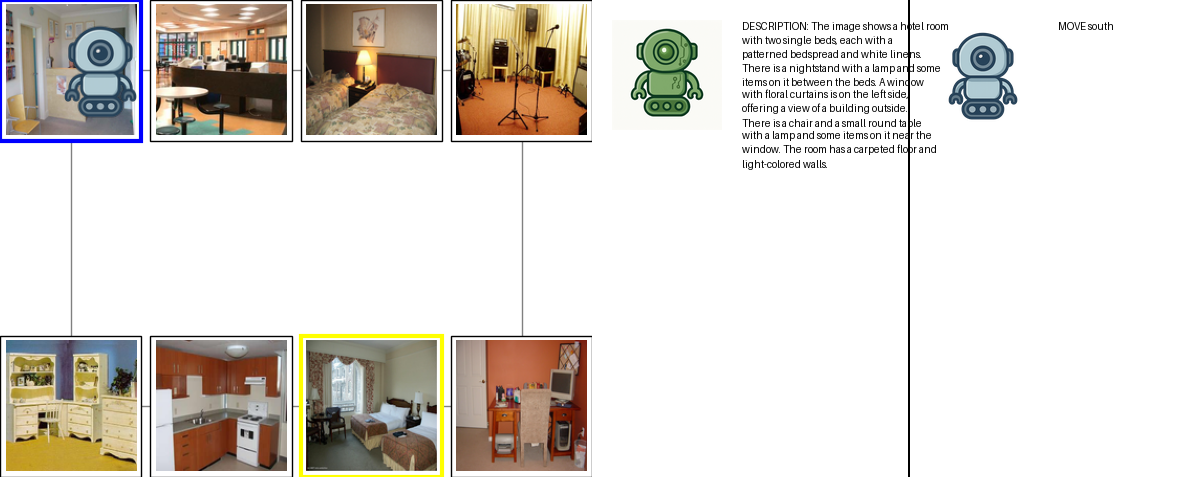 DESCRIPTION: The image shows a hotel room
with two single beds, each with a
patterned bedspread and white linens.
There is a nightstand with a lamp and some
items on it between the beds. A window
with floral curtains is on the left side,
offering a view of a building outside.
There is a chair and a small round table
with a lamp and some items on it near the
window. The room has a carpeted floor and
light-colored walls.
MOVE south